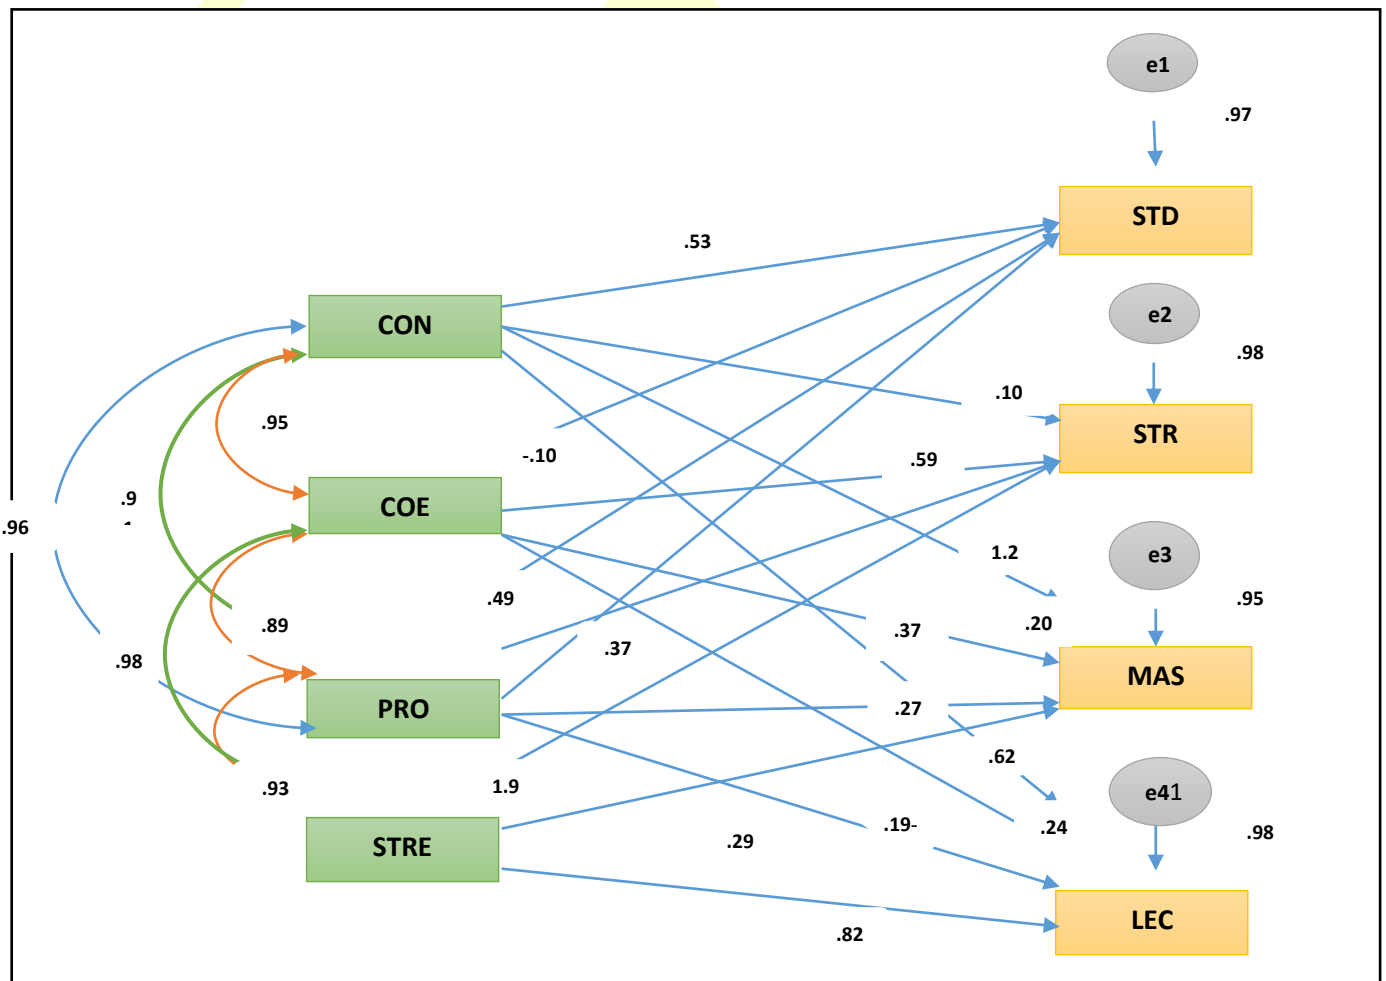 e1
.97
STD
.53
e2
CON
.98
.10
.95
STR
-.10
.59
.9
COE
.96
1.2
e3
.49
.95
.89
.20
.37
.37
.98
MAS
PRO
.27
.62
.93
1.9
e41
.19-
.24
.98
.29
STRE
LEC
.82